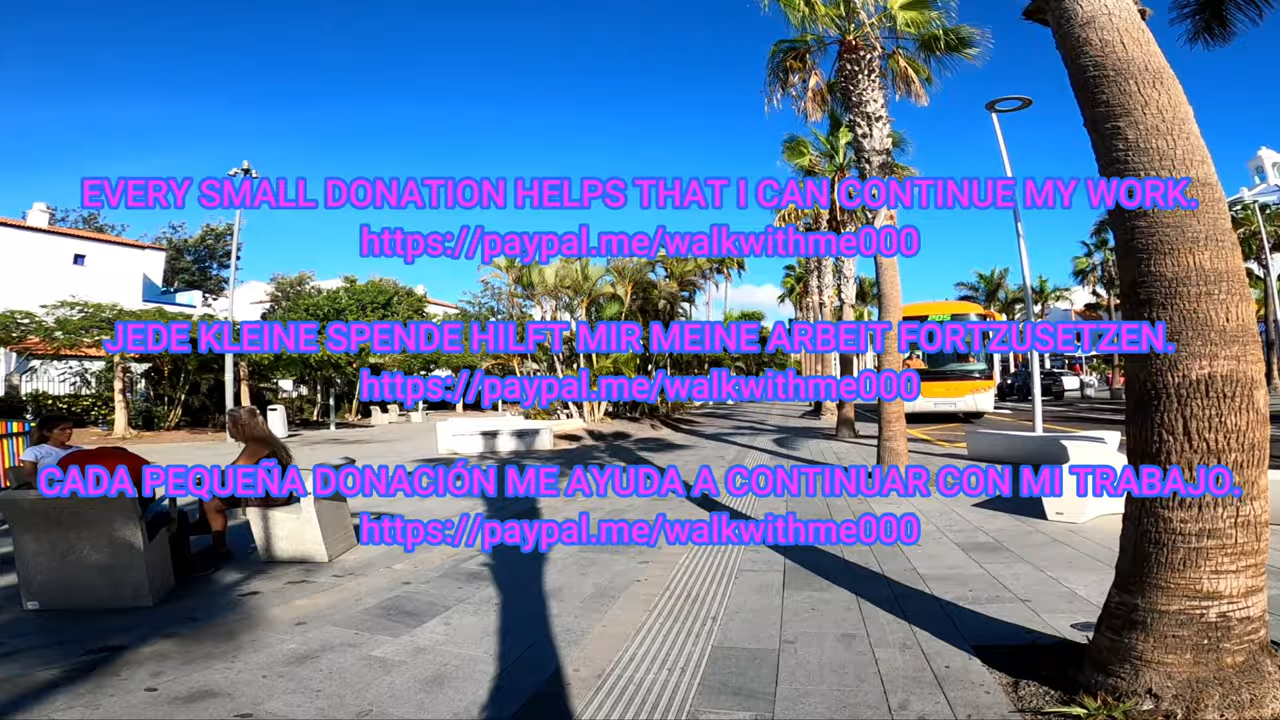 EVERY SMALL DONATION HELPS THAT I CAN CONTINUE MY WORK.
https://paypal.me/walkwithme000
JEDE KLEINE SPENDE HILFT MIR MEINE ARBEIT FORTZUSETZEN.
https://paypal.me/walkwithme000
CADA PEQUEÑA DONACIÓN ME AYUDA A CONTINUAR CON MI TRABAJO.
https://paypal.me/walkwithme000